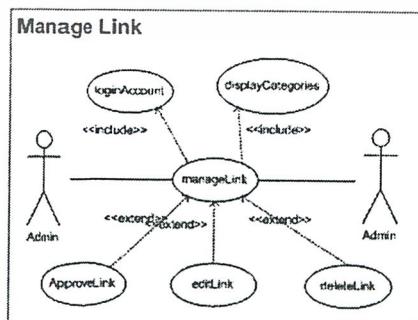 Manage Link
loginAccount
displayCategories
<<include>>
<<include>>
manageLink
<<extend>>
<<extend>>
<<extend>>
Admin
Admin
ApproveLink
editLink
deleteLink